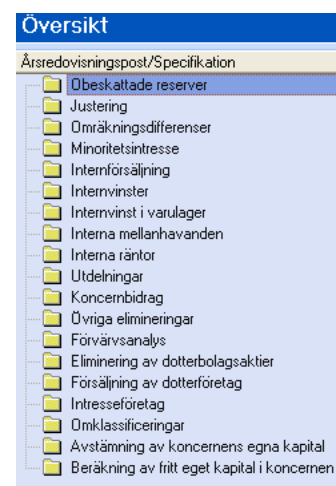 Översikt
Årsredovisningspost/Specifikation
Obeskattade reserver
Justering
Omräkningsdifferenser
Minoritetsintresse
Internförsäljning
Internvinster
Internvinst i varulager
Interna mellanhavanden
Interna räntor
Utdelningar
Koncernbidrag
Övriga elimineringar
Förvärvsanalys
Eliminering av dotterbolagsaktier
Försäljning av dotterföretag
Intresseföretag
Omklassificeringar
Avstämning av koncernens egna kapital
Beräkning av fritt eget kapital i koncernen